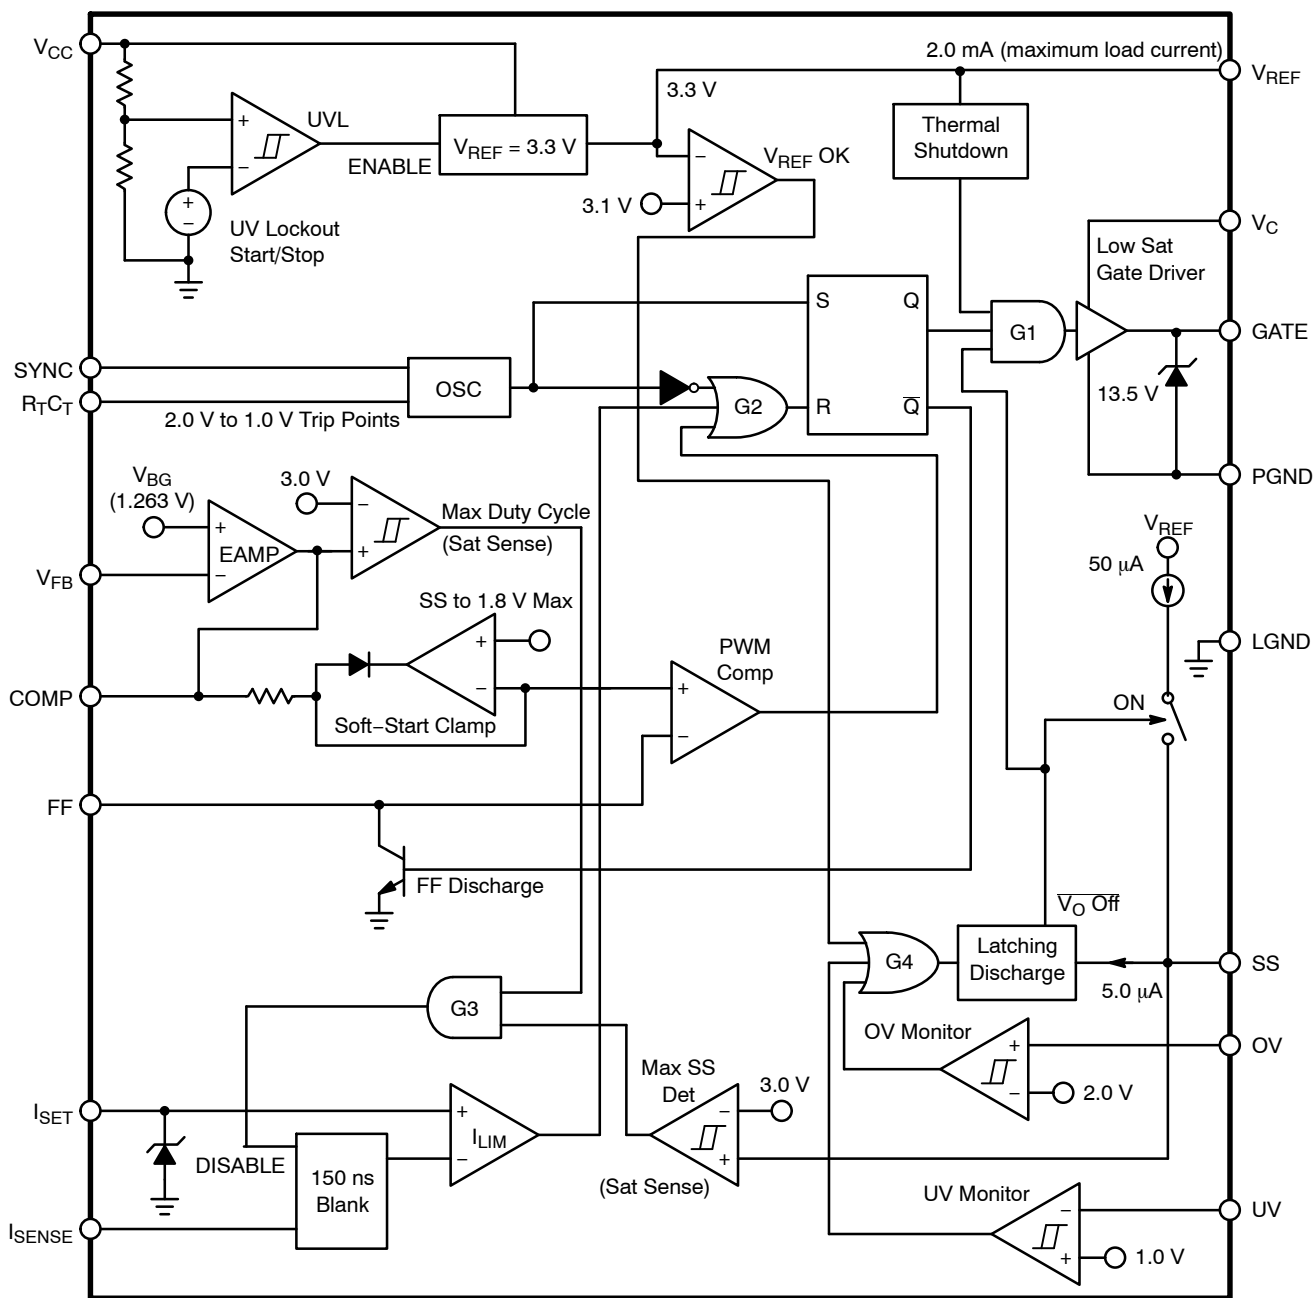 V_CC
2.0 mA (maximum load current)
V_REF
3.3 V
+
UVL
−
ENABLE
V_REF = 3.3 V
Thermal
Shutdown
−
V_REF OK
3.1 V
+
+
−
UV Lockout
Start/Stop
V_C
Low Sat
Gate Driver
S
Q
G1
GATE
SYNC
OSC
R_TC_T
2.0 V to 1.0 V Trip Points
G2
R
Q̅
13.5 V
PGND
V_BG
(1.263 V)
3.0 V
−
Max Duty Cycle
(Sat Sense)
+
EAMP
−
+
V_FB
V_REF
50 μA
SS to 1.8 V Max
+
−
Soft−Start Clamp
PWM
Comp
+
−
LGND
COMP
ON
FF
FF Discharge
V̅_O̅ ̅O̅f̅f̅
G4
Latching
Discharge
SS
5.0 μA
G3
OV Monitor
+
−
OV
2.0 V
Max SS
Det
3.0 V
−
+
(Sat Sense)
I_SET
+
I_LIM
−
DISABLE
150 ns
Blank
I_SENSE
UV Monitor
−
+
UV
1.0 V